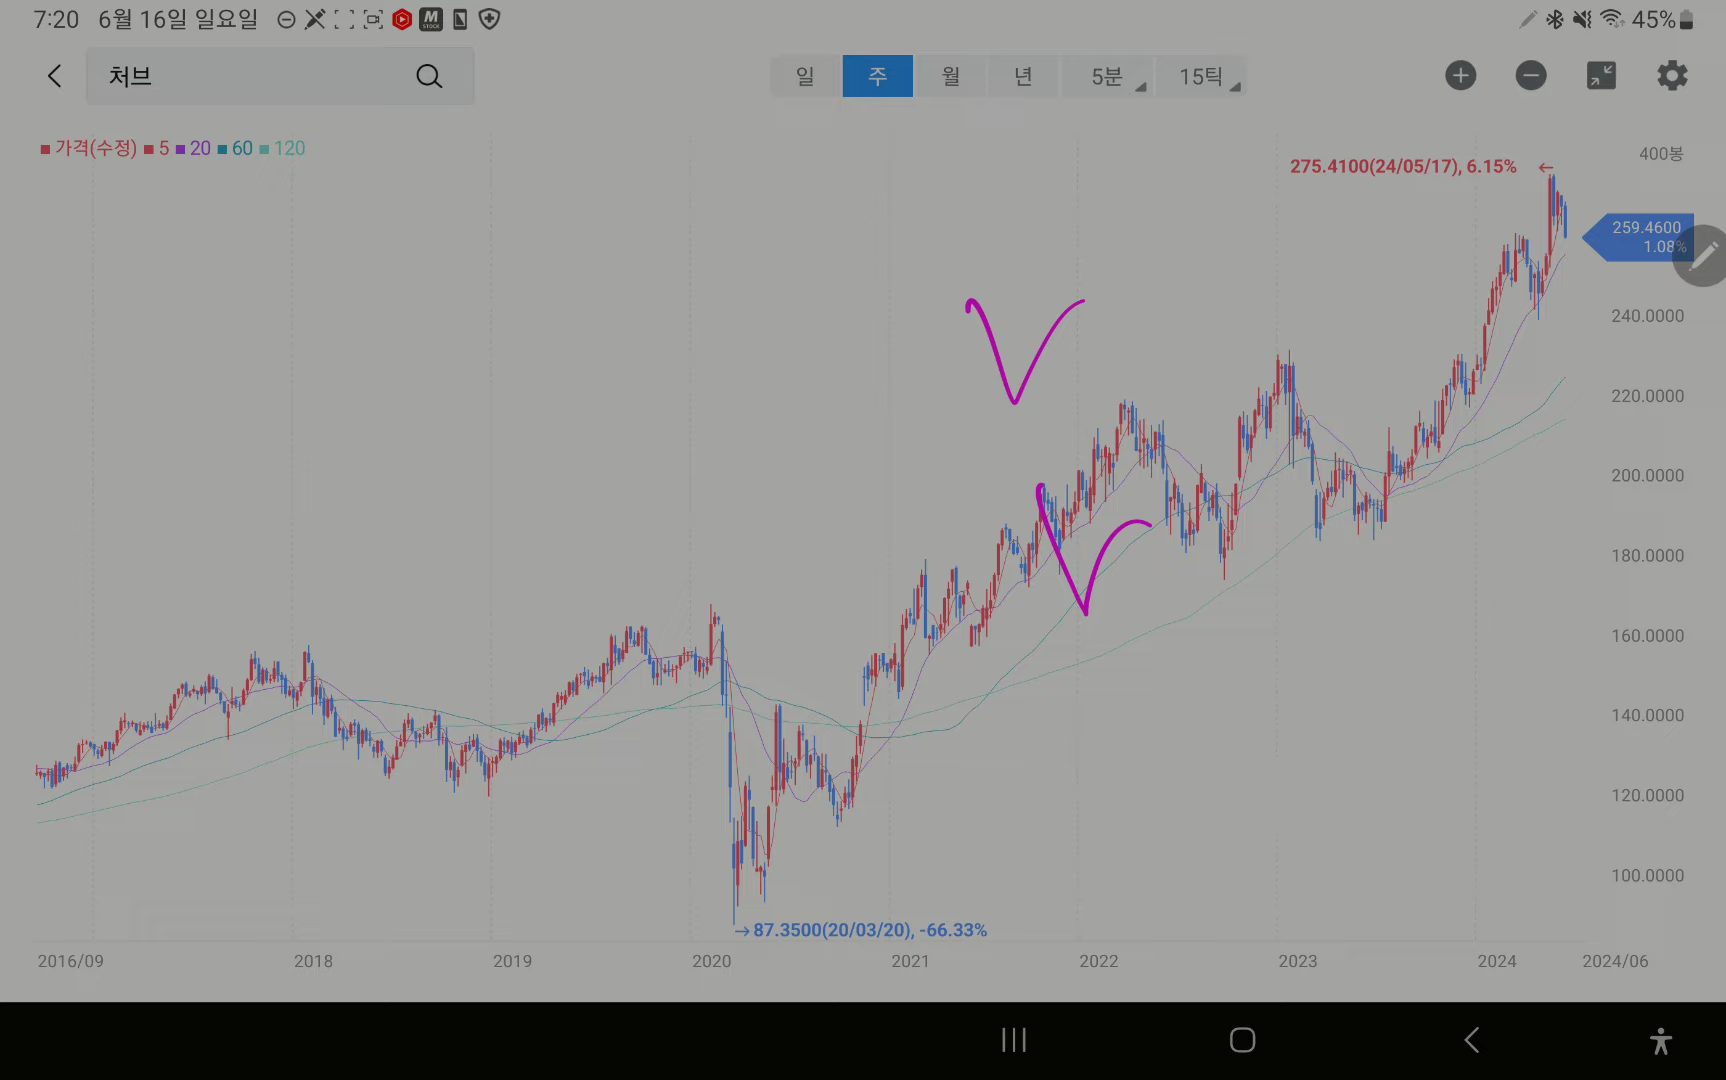 7:20 6월 16일 일요일 M STOCK 45%
처브 일 주 월 년 5분 15틱
가격(수정) 5 20 60 120
400봉
275.4100(24/05/17), 6.15% ←
259.4600
1.08%
240.0000
220.0000
200.0000
180.0000
160.0000
140.0000
120.0000
100.0000
→87.3500(20/03/20), -66.33%
2016/09 2018 2019 2020 2021 2022 2023 2024 2024/06